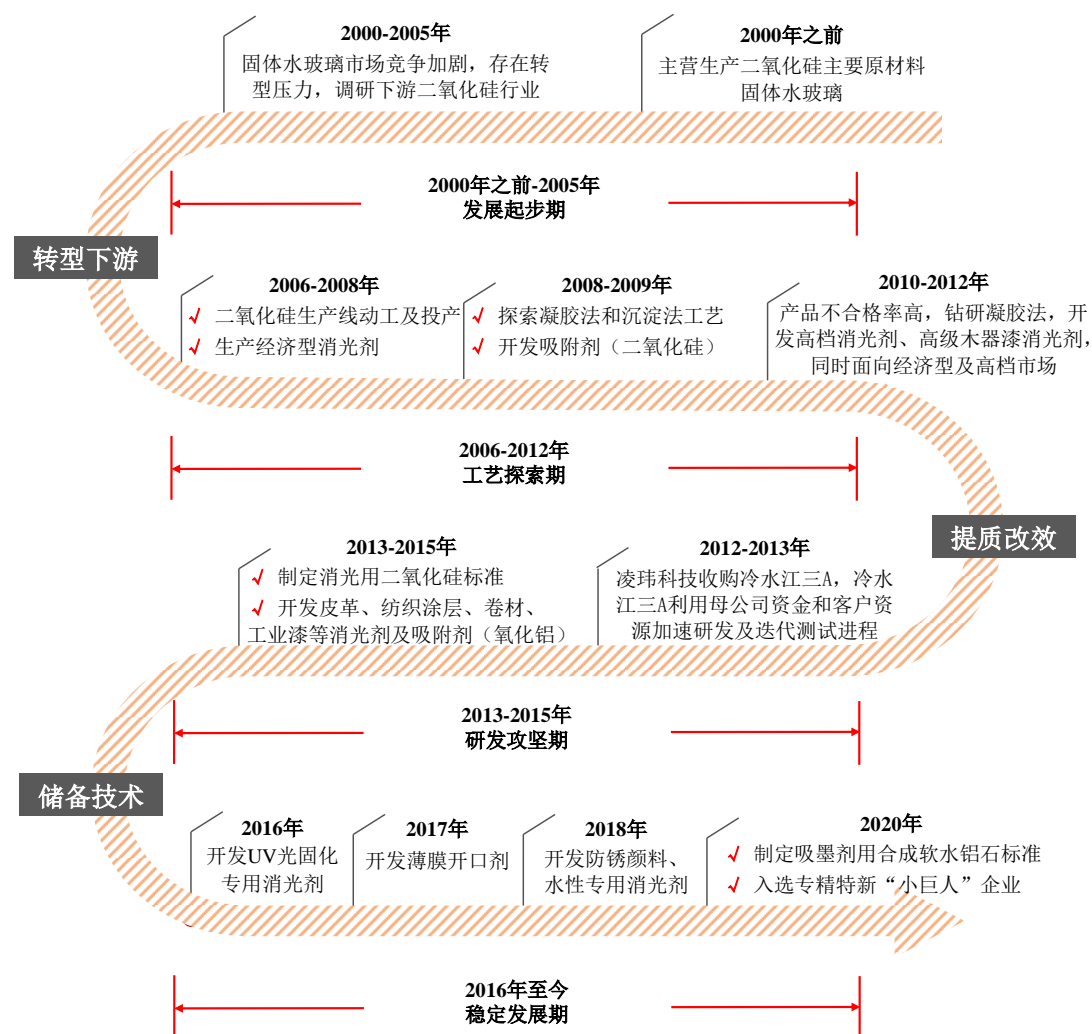 2000-2005年
固体水玻璃市场竞争加剧，存在转
型压力，调研下游二氧化硅行业
2000年之前
主营生产二氧化硅主要原材料
固体水玻璃
2000年之前-2005年
发展起步期
转型下游
2006-2008年
√ 二氧化硅生产线动工及投产
√ 生产经济型消光剂
2008-2009年
√ 探索凝胶法和沉淀法工艺
√ 开发吸附剂（二氧化硅）
2010-2012年
产品不合格率高，钻研凝胶法，开
发高档消光剂、高级木器漆消光剂，
同时面向经济型及高档市场
2006-2012年
工艺探索期
提质改效
2013-2015年
√ 制定消光用二氧化硅标准
√ 开发皮革、纺织涂层、卷材、
工业漆等消光剂及吸附剂（氧化铝）
2012-2013年
凌玮科技收购冷水江三A，冷水
江三A利用母公司资金和客户资
源加速研发及迭代测试进程
2013-2015年
研发攻坚期
储备技术
2016年
开发UV光固化
专用消光剂
2017年
开发薄膜开口剂
2018年
开发防锈颜料、
水性专用消光剂
2020年
√ 制定吸墨剂用合成软水铝石标准
√ 入选专精特新“小巨人”企业
2016年至今
稳定发展期